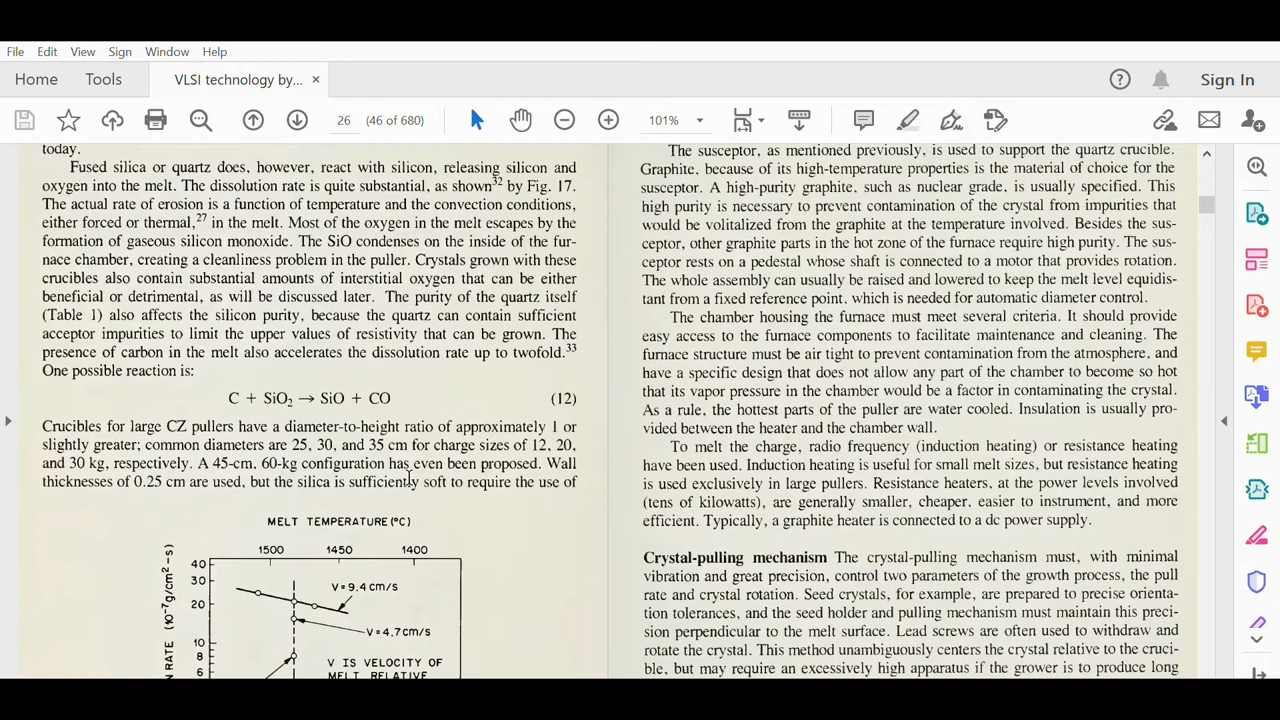 File Edit View Sign Window Help
Home Tools VLSI technology by... × Sign In
26 (46 of 680) 101%
today.
Fused silica or quartz does, however, react with silicon, releasing silicon and
oxygen into the melt. The dissolution rate is quite substantial, as shown32 by Fig. 17.
The actual rate of erosion is a function of temperature and the convection conditions,
either forced or thermal,27 in the melt. Most of the oxygen in the melt escapes by the
formation of gaseous silicon monoxide. The SiO condenses on the inside of the fur-
nace chamber, creating a cleanliness problem in the puller. Crystals grown with these
crucibles also contain substantial amounts of interstitial oxygen that can be either
beneficial or detrimental, as will be discussed later. The purity of the quartz itself
(Table 1) also affects the silicon purity, because the quartz can contain sufficient
acceptor impurities to limit the upper values of resistivity that can be grown. The
presence of carbon in the melt also accelerates the dissolution rate up to twofold.33
One possible reaction is:
C + SiO2 → SiO + CO (12)
Crucibles for large CZ pullers have a diameter-to-height ratio of approximately 1 or
slightly greater; common diameters are 25, 30, and 35 cm for charge sizes of 12, 20,
and 30 kg, respectively. A 45-cm, 60-kg configuration has even been proposed. Wall
thicknesses of 0.25 cm are used, but the silica is sufficiently soft to require the use of
MELT TEMPERATURE (°C)
1500 1450 1400
40
30
20
10
8
6
N RATE (10-7g/cm2-s)
V=9.4 cm/s
V=4.7cm/s
V IS VELOCITY OF
MELT RELATIVE
The susceptor, as mentioned previously, is used to support the quartz crucible.
Graphite, because of its high-temperature properties is the material of choice for the
susceptor. A high-purity graphite, such as nuclear grade, is usually specified. This
high purity is necessary to prevent contamination of the crystal from impurities that
would be volitalized from the graphite at the temperature involved. Besides the sus-
ceptor, other graphite parts in the hot zone of the furnace require high purity. The sus-
ceptor rests on a pedestal whose shaft is connected to a motor that provides rotation.
The whole assembly can usually be raised and lowered to keep the melt level equidis-
tant from a fixed reference point, which is needed for automatic diameter control.
The chamber housing the furnace must meet several criteria. It should provide
easy access to the furnace components to facilitate maintenance and cleaning. The
furnace structure must be air tight to prevent contamination from the atmosphere, and
have a specific design that does not allow any part of the chamber to become so hot
that its vapor pressure in the chamber would be a factor in contaminating the crystal.
As a rule, the hottest parts of the puller are water cooled. Insulation is usually pro-
vided between the heater and the chamber wall.
To melt the charge, radio frequency (induction heating) or resistance heating
have been used. Induction heating is useful for small melt sizes, but resistance heating
is used exclusively in large pullers. Resistance heaters, at the power levels involved
(tens of kilowatts), are generally smaller, cheaper, easier to instrument, and more
efficient. Typically, a graphite heater is connected to a dc power supply.
Crystal-pulling mechanism The crystal-pulling mechanism must, with minimal
vibration and great precision, control two parameters of the growth process, the pull
rate and crystal rotation. Seed crystals, for example, are prepared to precise orienta-
tion tolerances, and the seed holder and pulling mechanism must maintain this preci-
sion perpendicular to the melt surface. Lead screws are often used to withdraw and
rotate the crystal. This method unambiguously centers the crystal relative to the cruci-
ble, but may require an excessively high apparatus if the grower is to produce long